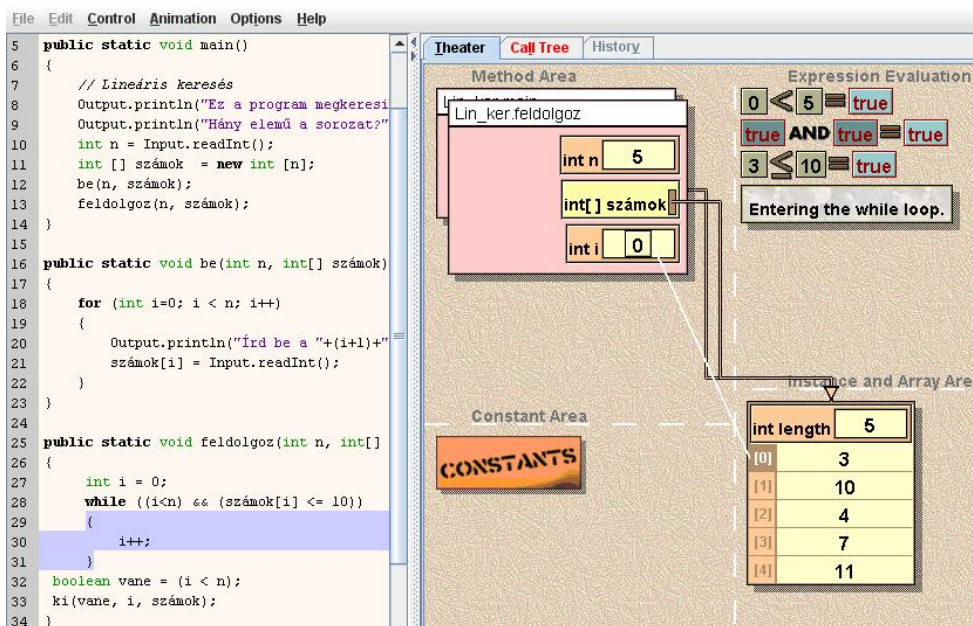 File Edit Control Animation Options Help
5 public static void main()
6 {
7 // Lineáris keresés
8 Output.println("Ez a program megkeresi
9 Output.println("Hány elemű a sorozat?"
10 int n = Input.readInt();
11 int [] számok = new int [n];
12 be(n, számok);
13 feldolgoz(n, számok);
14 }
15
16 public static void be(int n, int[] számok)
17 {
18 for (int i=0; i < n; i++)
19 {
20 Output.println("Írd be a "+(i+1)+"
21 számok[i] = Input.readInt();
22 }
23 }
24
25 public static void feldolgoz(int n, int[]
26 {
27 int i = 0;
28 while ((i<n) && (számok[i] <= 10))
29 {
30 i++;
31 }
32 boolean vane = (i < n);
33 ki(vane, i, számok);
34 }
Theater Call Tree History
Method Area
Lin_ker.feldolgoz
int n 5
int[] számok
int i 0
Expression Evaluation
0 < 5 = true
true AND true = true
3 ≤ 10 = true
Entering the while loop.
Constant Area
CONSTANTS
Instance and Array Are
int length 5
[0] 3
[1] 10
[2] 4
[3] 7
[4] 11